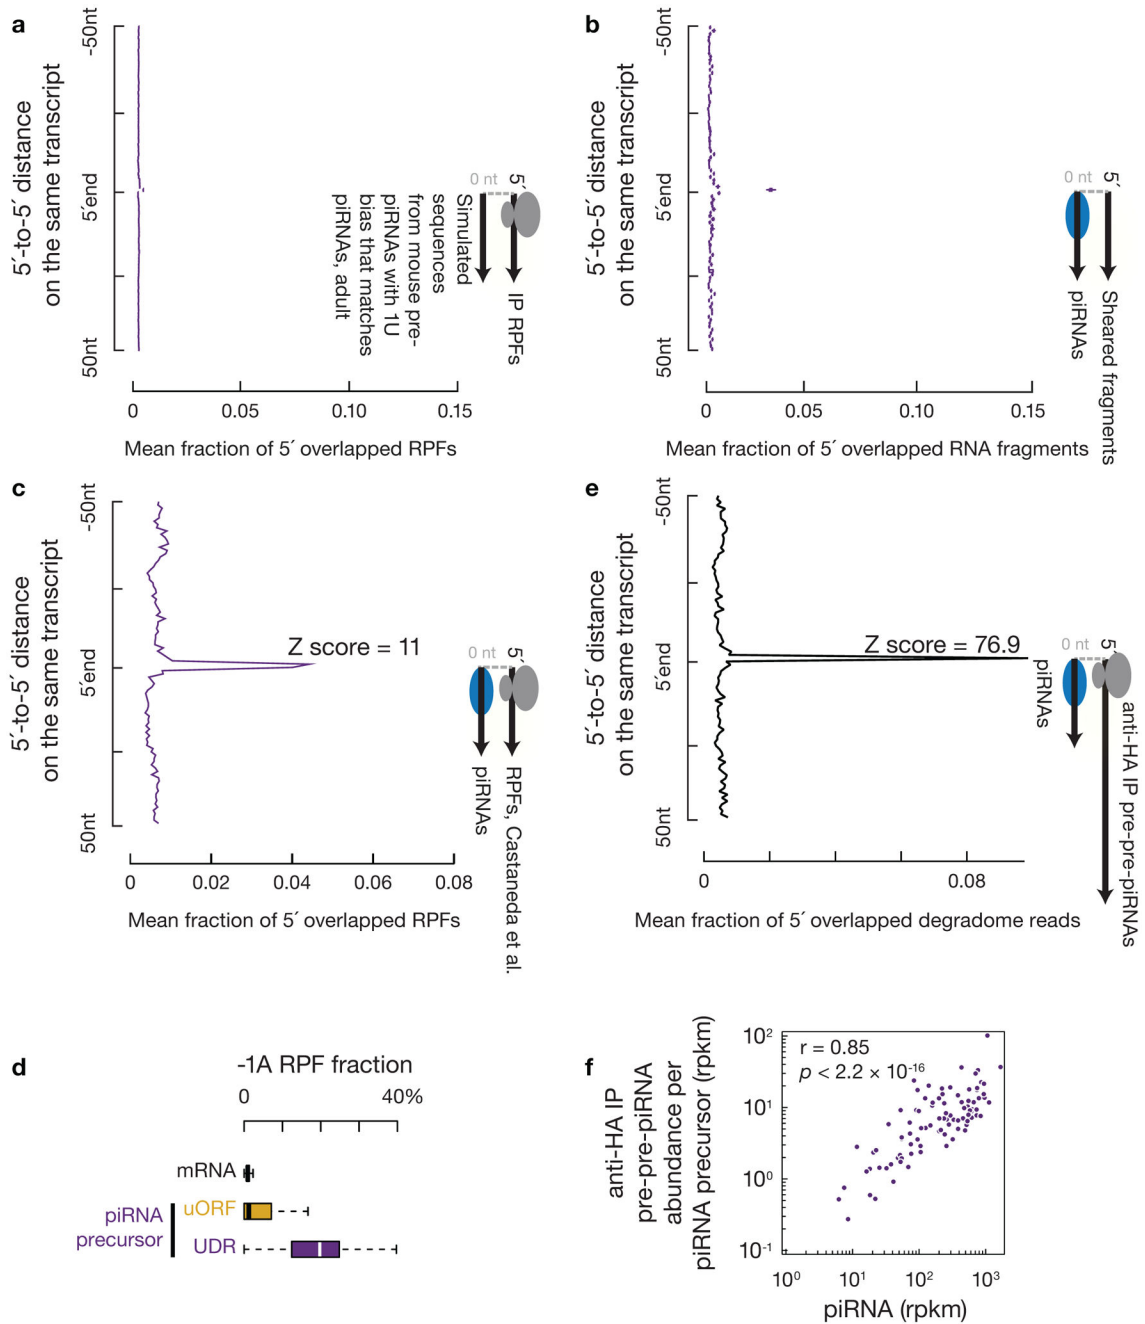 a
-50nt
5′end
50nt
5′-to-5′ distance
on the same transcript
0 nt
5′
Simulated
sequences
from mouse pre-
piRNAs with 1U
bias that matches
piRNAs, adult
IP RPFs
0
0.05
0.10
0.15
Mean fraction of 5′ overlapped RPFs
b
-50nt
5′end
50nt
5′-to-5′ distance
on the same transcript
0 nt
5′
piRNAs
Sheared fragments
0
0.05
0.10
0.15
Mean fraction of 5′ overlapped RNA fragments
c
-50nt
5′end
50nt
5′-to-5′ distance
on the same transcript
Z score = 11
0 nt
5′
piRNAs
RPFs, Castaneda et al.
0
0.02
0.04
0.06
0.08
Mean fraction of 5′ overlapped RPFs
e
-50nt
5′end
50nt
5′-to-5′ distance
on the same transcript
Z score = 76.9
0 nt
5′
piRNAs
anti-HA IP pre-pre-piRNAs
0
0.08
Mean fraction of 5′ overlapped degradome reads
d
-1A RPF fraction
0
40%
mRNA
piRNA
precursor
uORF
UDR
f
anti-HA IP
pre-pre-piRNA
abundance per
piRNA precursor (rpkm)
r = 0.85
p < 2.2 × 10⁻¹⁶
10²
10¹
10⁰
10⁻¹
10⁰
10¹
10²
10³
piRNA (rpkm)